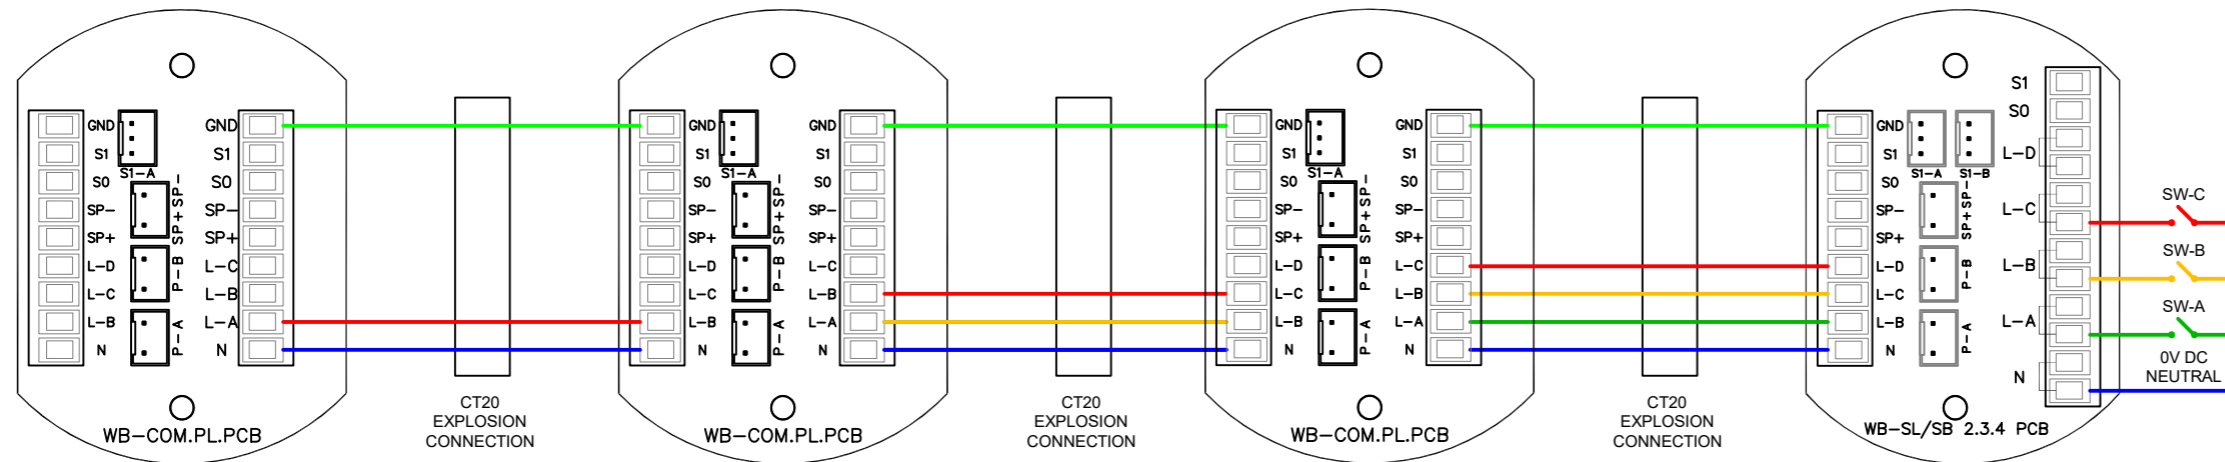 GND
S1
S0
SP-
SP+
L-D
L-C
L-B
N
S1-A
SP+ SP-
P-B
P-A
GND
S1
S0
SP-
SP+
L-C
L-B
L-A
N
WB-COM.PL.PCB
CT20
EXPLOSION
CONNECTION
GND
S1
S0
SP-
SP+
L-D
L-C
L-B
N
S1-A
SP+ SP-
P-B
P-A
GND
S1
S0
SP-
SP+
L-C
L-B
L-A
N
WB-COM.PL.PCB
CT20
EXPLOSION
CONNECTION
GND
S1
S0
SP-
SP+
L-D
L-C
L-B
N
S1-A
SP+ SP-
P-B
P-A
GND
S1
S0
SP-
SP+
L-C
L-B
L-A
N
WB-COM.PL.PCB
CT20
EXPLOSION
CONNECTION
GND
S1
S0
SP-
SP+
L-D
L-C
L-B
N
S1-A
S1-B
SP+ SP-
P-B
P-A
S1
S0
L-D
L-C
L-B
L-A
N
WB-SL/SB 2.3.4 PCB
SW-C
SW-B
SW-A
0V DC
NEUTRAL